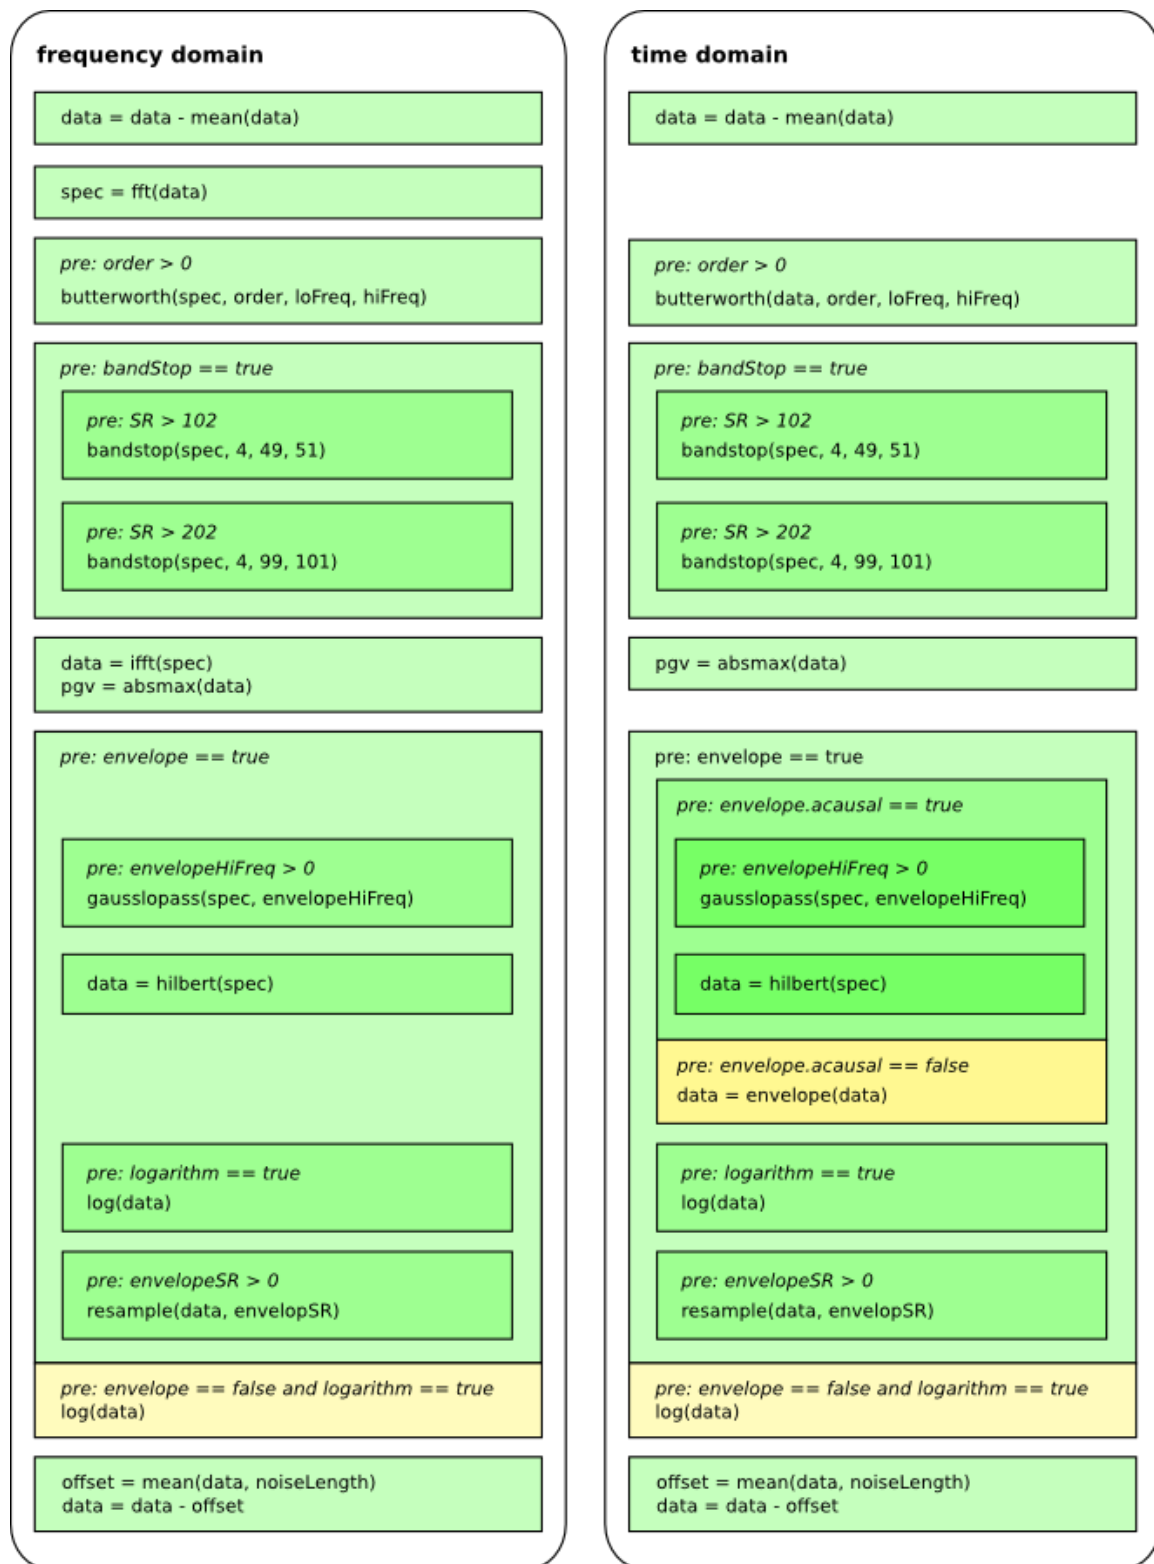 frequency domain
data = data - mean(data)
spec = fft(data)
pre: order > 0
butterworth(spec, order, loFreq, hiFreq)
pre: bandStop == true
pre: SR > 102
bandstop(spec, 4, 49, 51)
pre: SR > 202
bandstop(spec, 4, 99, 101)
data = ifft(spec)
pgv = absmax(data)
pre: envelope == true
pre: envelopeHiFreq > 0
gausslopass(spec, envelopeHiFreq)
data = hilbert(spec)
pre: logarithm == true
log(data)
pre: envelopeSR > 0
resample(data, envelopSR)
pre: envelope == false and logarithm == true
log(data)
offset = mean(data, noiseLength)
data = data - offset
time domain
data = data - mean(data)
pre: order > 0
butterworth(data, order, loFreq, hiFreq)
pre: bandStop == true
pre: SR > 102
bandstop(spec, 4, 49, 51)
pre: SR > 202
bandstop(spec, 4, 99, 101)
pgv = absmax(data)
pre: envelope == true
pre: envelope.acausal == true
pre: envelopeHiFreq > 0
gausslopass(spec, envelopeHiFreq)
data = hilbert(spec)
pre: envelope.acausal == false
data = envelope(data)
pre: logarithm == true
log(data)
pre: envelopeSR > 0
resample(data, envelopSR)
pre: envelope == false and logarithm == true
log(data)
offset = mean(data, noiseLength)
data = data - offset